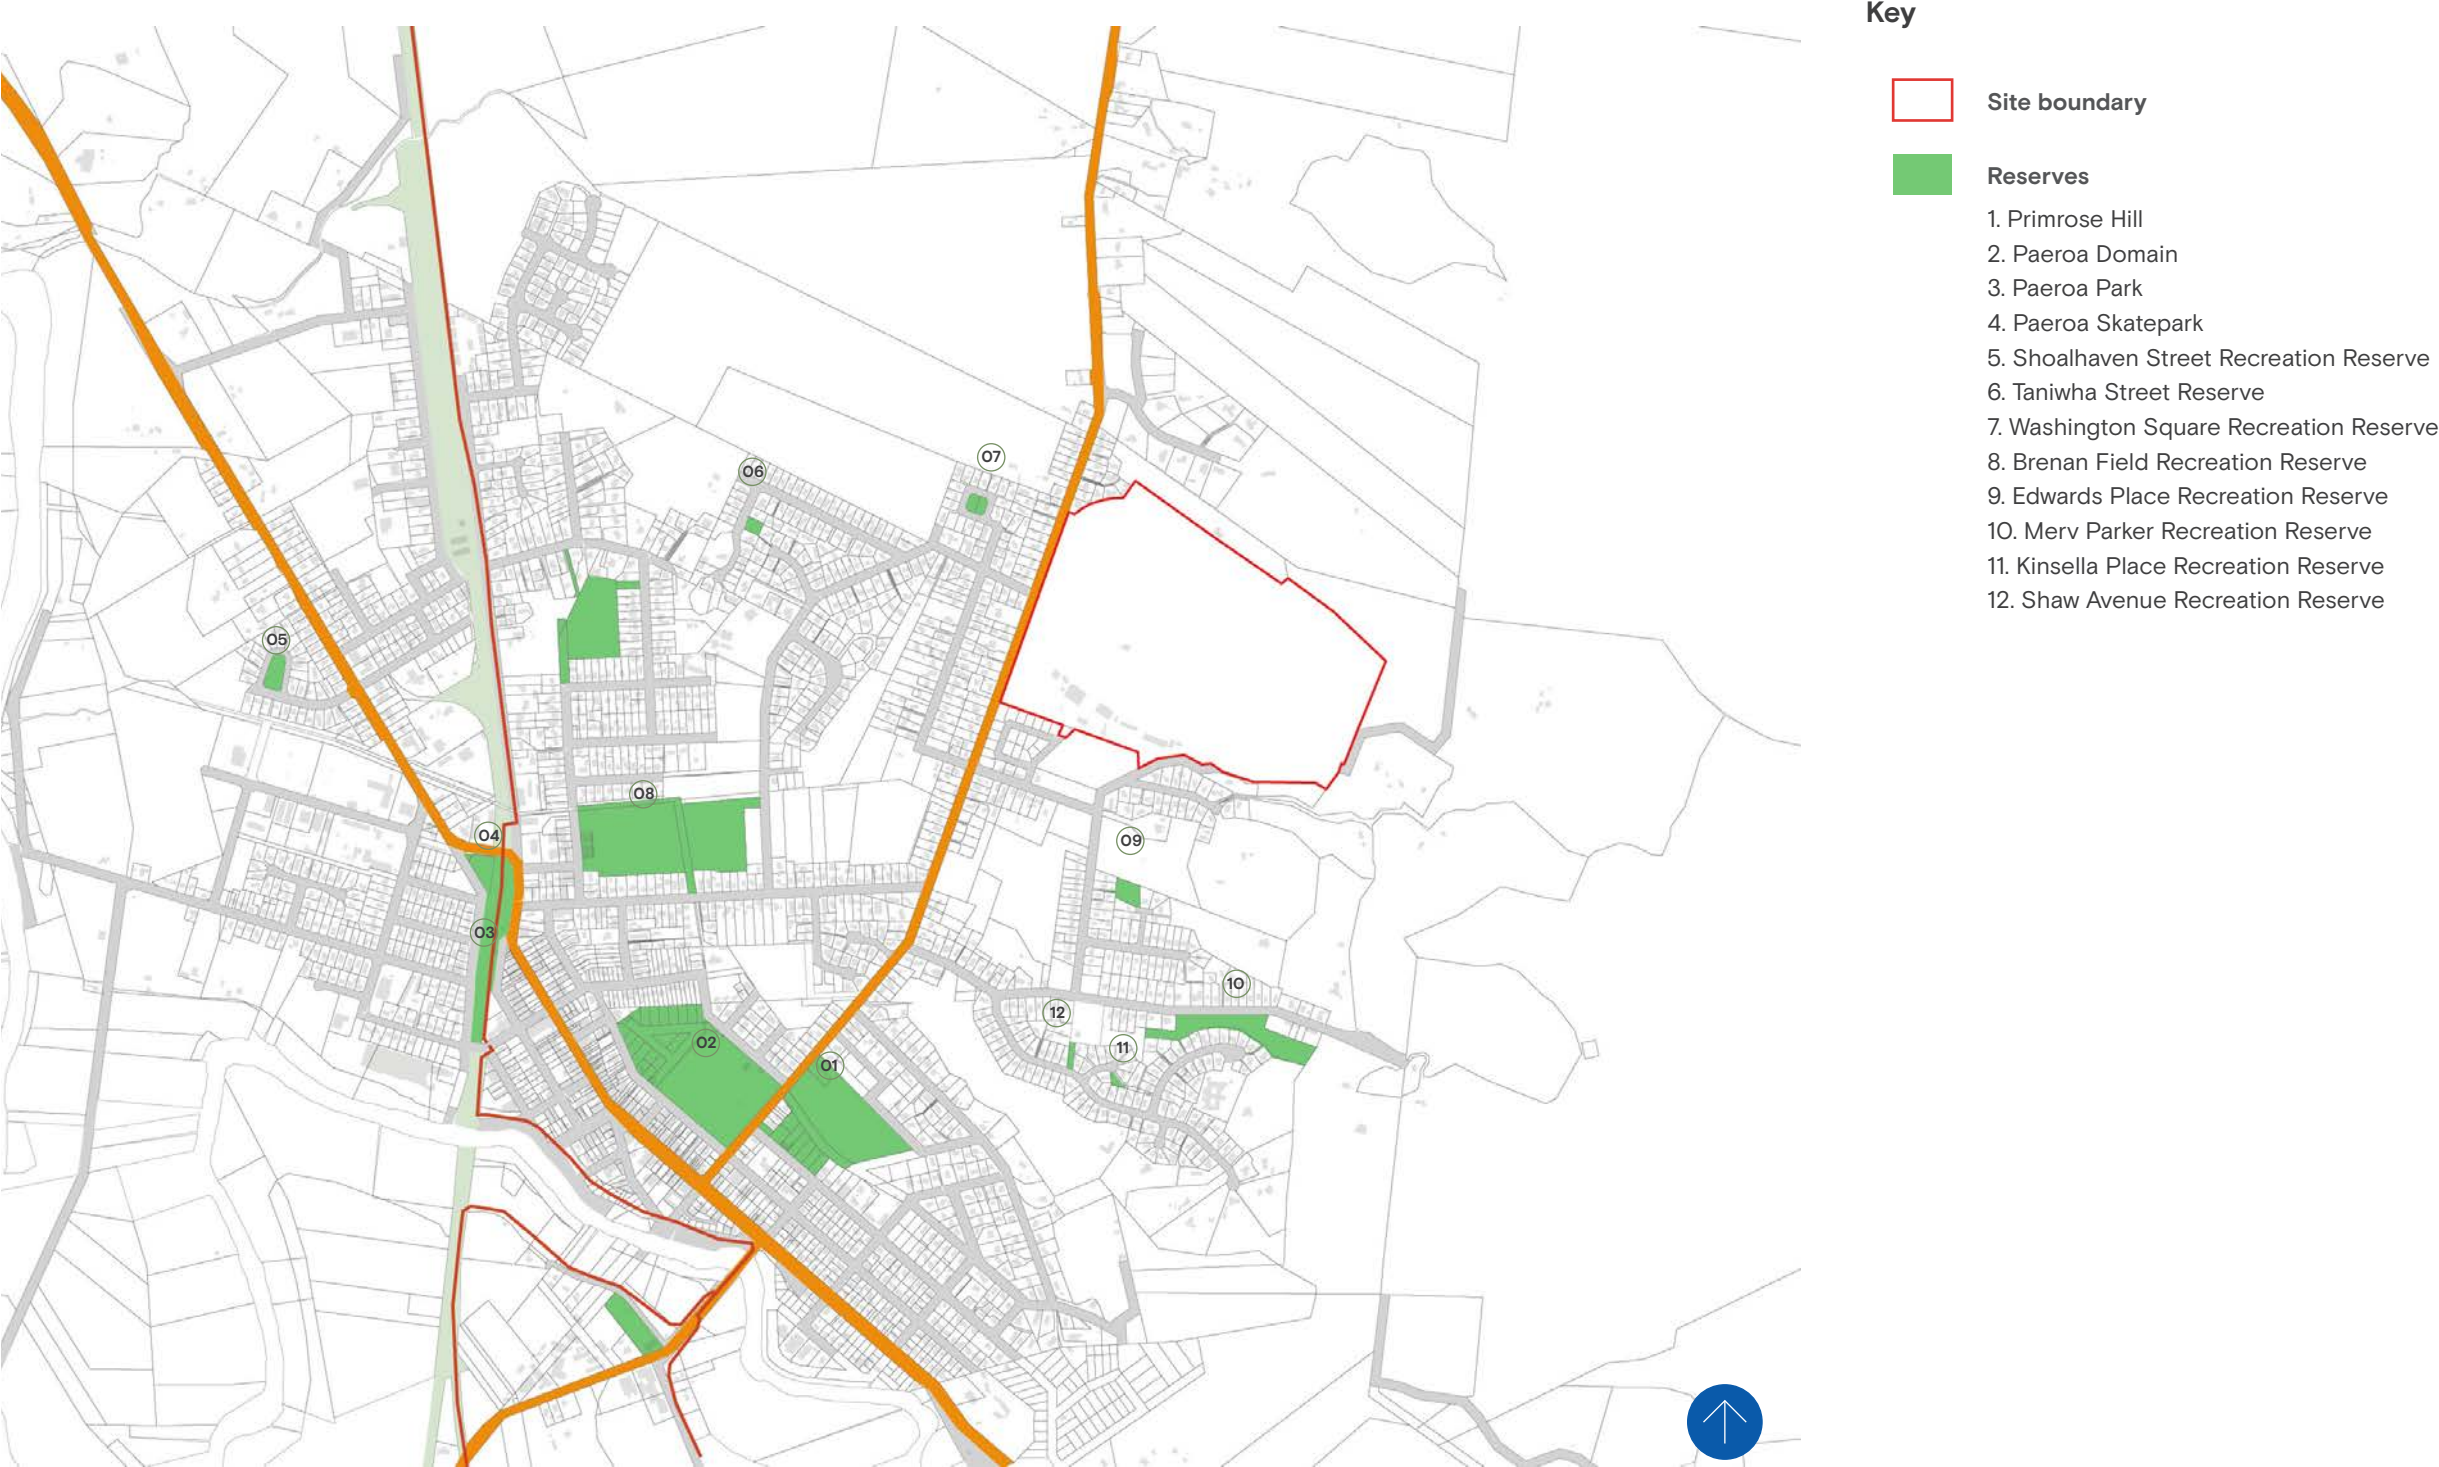 Key
Site boundary
Reserves
1. Primrose Hill
2. Paeroa Domain
3. Paeroa Park
4. Paeroa Skatepark
5. Shoalhaven Street Recreation Reserve
6. Taniwha Street Reserve
7. Washington Square Recreation Reserve
8. Brenan Field Recreation Reserve
9. Edwards Place Recreation Reserve
10. Merv Parker Recreation Reserve
11. Kinsella Place Recreation Reserve
12. Shaw Avenue Recreation Reserve
07
06
05
08
04
09
03
10
12
02
11
01